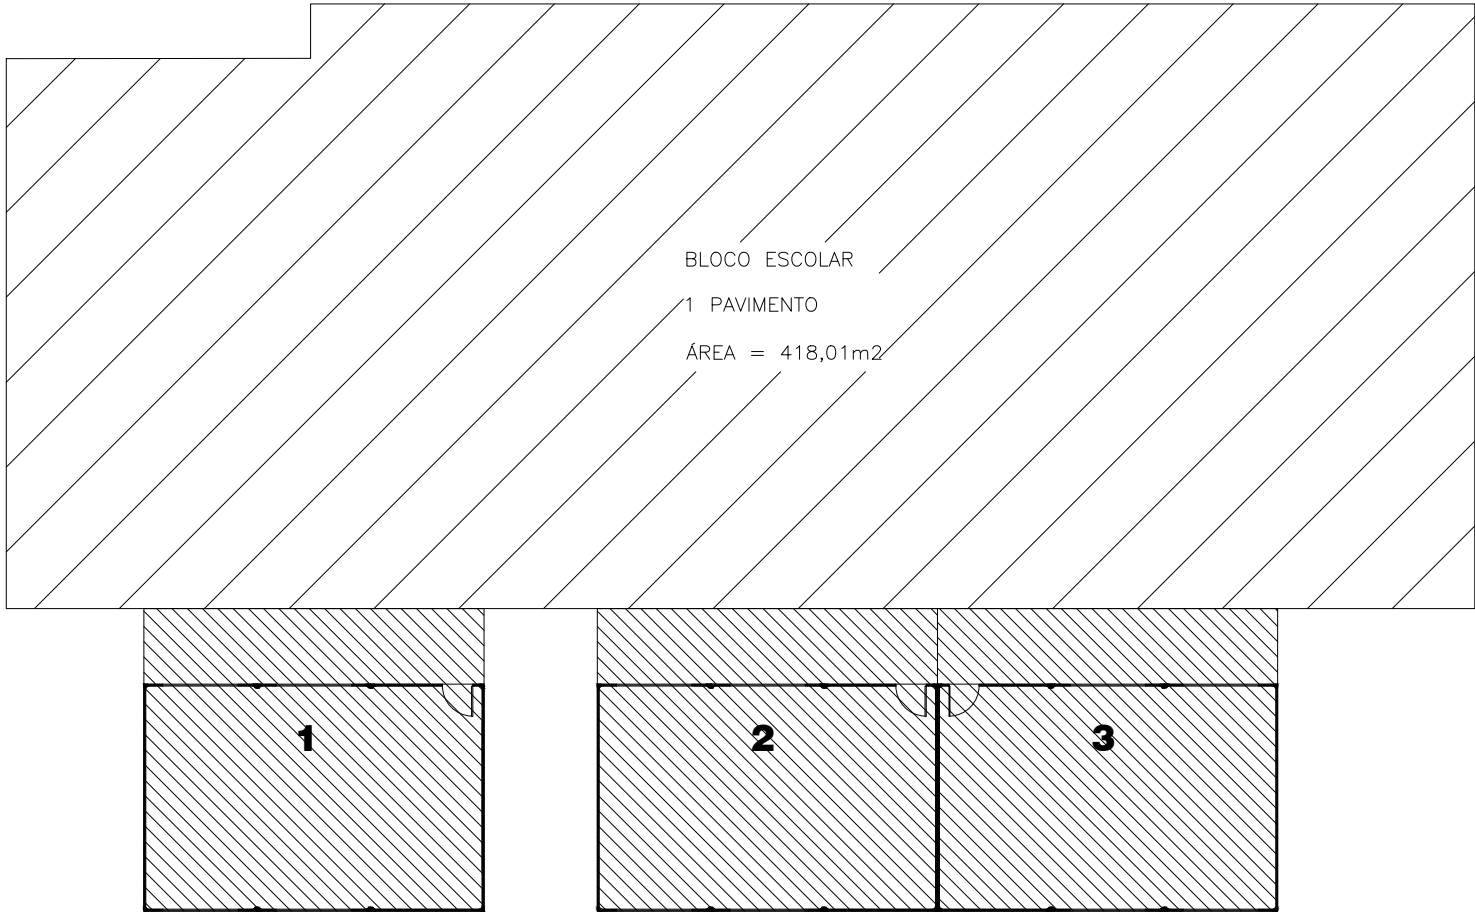 BLOCO ESCOLAR
1 PAVIMENTO
ÁREA = 418,01m2
1
2
3